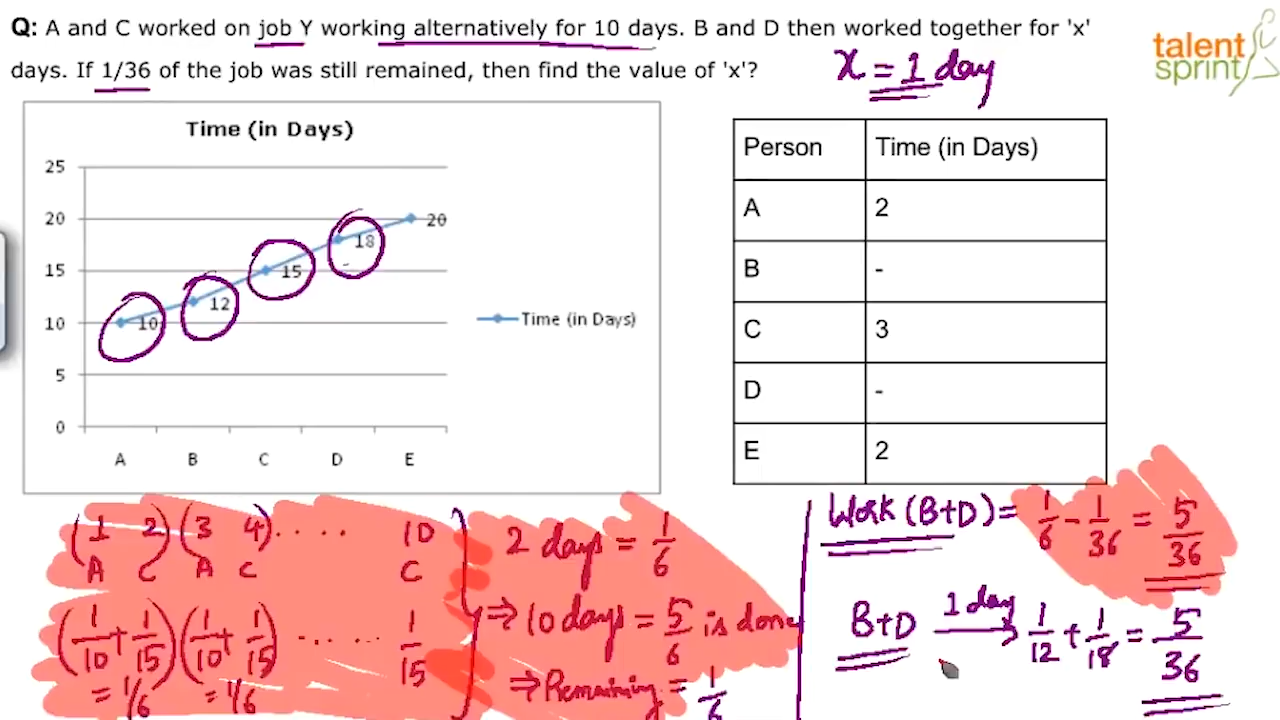 Q: A and C worked on job Y working alternatively for 10 days. B and D then worked together for 'x'
days. If 1/36 of the job was still remained, then find the value of 'x'?
x = 1 day
talent
sprint
Time (in Days)
25
20
15
10
5
0
10
12
15
18
20
A B C D E
Time (in Days)
Person Time (in Days)
A 2
B -
C 3
D -
E 2
(1 2) (3 4) . . . . 10
A C A C C
(1/10 + 1/15) (1/10 + 1/15) ...... 1/15
= 1/6 = 1/6
2 days = 1/6
⇒ 10 days = 5/6 is done
⇒ Remaining = 1/6
Work (B+D) = 1/6 - 1/36 = 5/36
B+D 1 day → 1/12 + 1/18 = 5/36